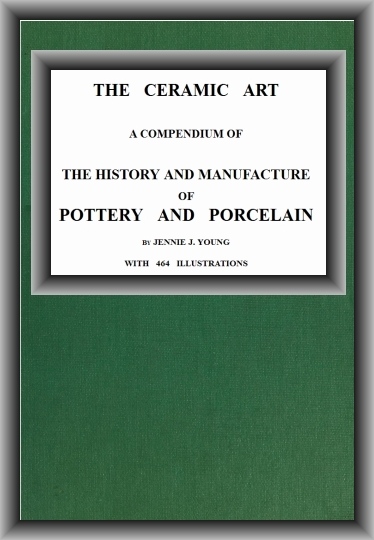 THE CERAMIC ART
A COMPENDIUM OF
THE HISTORY AND MANUFACTURE
OF
POTTERY AND PORCELAIN
BY JENNIE J. YOUNG
WITH 464 ILLUSTRATIONS